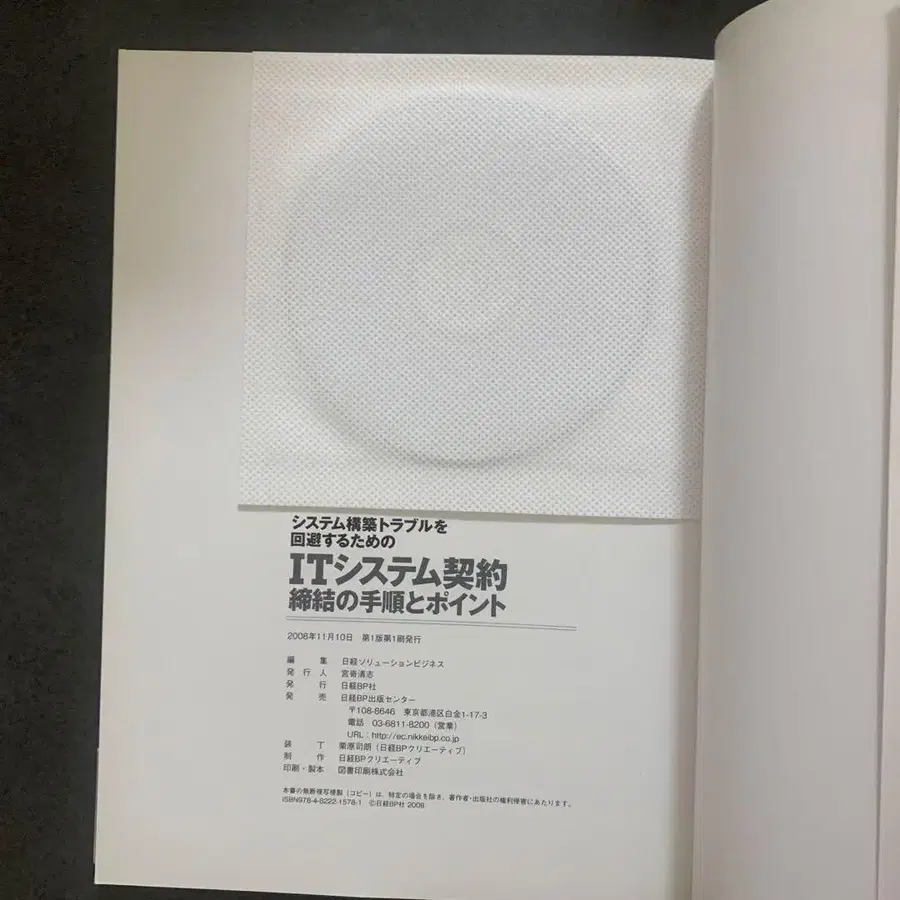 システム構築トラブルを
回避するための
ITシステム契約
締結の手順とポイント
2008年11月10日 第1版第1刷発行
編集 日経ソリューションビジネス
発行人 宮嵜清志
発行 日経BP社
発売 日経BP出版センター
〒108-8646 東京都港区白金1-17-3
電話 03-6811-8200（営業）
URL：http://ec.nikkeibp.co.jp
装丁 栗原司朗（日経BPクリエーティブ）
制作 日経BPクリエーティブ
印刷・製本 図書印刷株式会社
本書の無断複写複製（コピー）は、特定の場合を除き、著作者・出版社の権利侵害にあたります。
ISBN978-4-8222-1578-1 ©日経BP社 2008